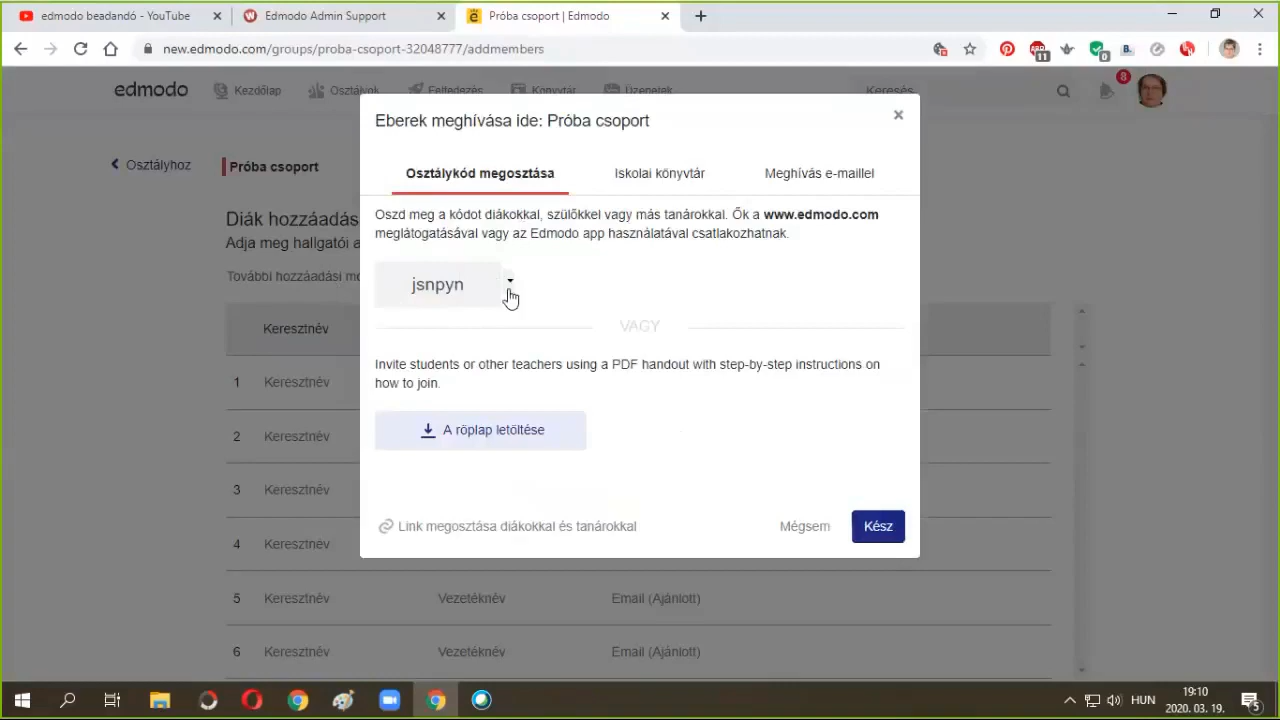 edmodo beadandó - YouTube
Edmodo Admin Support
Próba csoport | Edmodo
new.edmodo.com/groups/proba-csoport-32048777/addmembers
11
0
edmodo
Kezdőlap
Osztályok
Felfedezés
Könyvtár
Üzenetek
Keresés
8
Eberek meghívása ide: Próba csoport
Osztályhoz
Próba csoport
Osztálykód megosztása
Iskolai könyvtár
Meghívás e-maillel
Diák hozzáadás
Adja meg hallgatói a
További hozzáadási mó
Oszd meg a kódot diákokkal, szülőkkel vagy más tanárokkal. Ők a www.edmodo.com
meglátogatásával vagy az Edmodo app használatával csatlakozhatnak.
jsnpyn
VAGY
Invite students or other teachers using a PDF handout with step-by-step instructions on
how to join.
A röplap letöltése
Link megosztása diákokkal és tanárokkal
Mégsem
Kész
Keresztnév
1 Keresztnév
2 Keresztnév
3 Keresztnév
4 Keresztnév
5 Keresztnév Vezetéknév Email (Ajánlott)
6 Keresztnév Vezetéknév Email (Ajánlott)
HUN
19:10
2020. 03. 19.
5